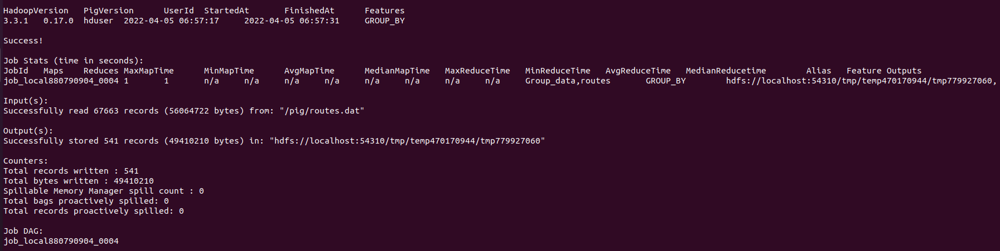 HadoopVersion	PigVersion	UserId	StartedAt	FinishedAt	Features
3.3.1	0.17.0	hduser	2022-04-05 06:57:17	2022-04-05 06:57:31	GROUP_BY
Success!
Job Stats (time in seconds):
JobId	Maps	Reduces	MaxMapTime	MinMapTime	AvgMapTime	MedianMapTime	MaxReduceTime	MinReduceTime	AvgReduceTime	MedianReducetime	Alias	Feature	Outputs
job_local880790904_0004	1	1	n/a	n/a	n/a	n/a	n/a	n/a	n/a	n/a	Group_data,routes	GROUP_BY	hdfs://localhost:54310/tmp/temp470170944/tmp779927060,
Input(s):
Successfully read 67663 records (56064722 bytes) from: "/pig/routes.dat"
Output(s):
Successfully stored 541 records (49410210 bytes) in: "hdfs://localhost:54310/tmp/temp470170944/tmp779927060"
Counters:
Total records written : 541
Total bytes written : 49410210
Spillable Memory Manager spill count : 0
Total bags proactively spilled: 0
Total records proactively spilled: 0
Job DAG:
job_local880790904_0004